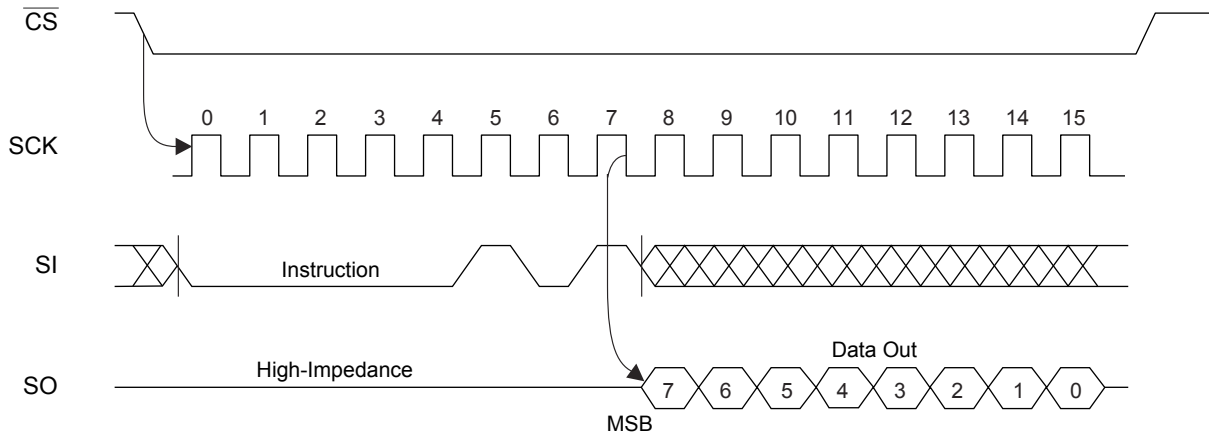 CS
0 1 2 3 4 5 6 7 8 9 10 11 12 13 14 15
SCK
SI
Instruction
High-Impedance
Data Out
SO
7 6 5 4 3 2 1 0
MSB